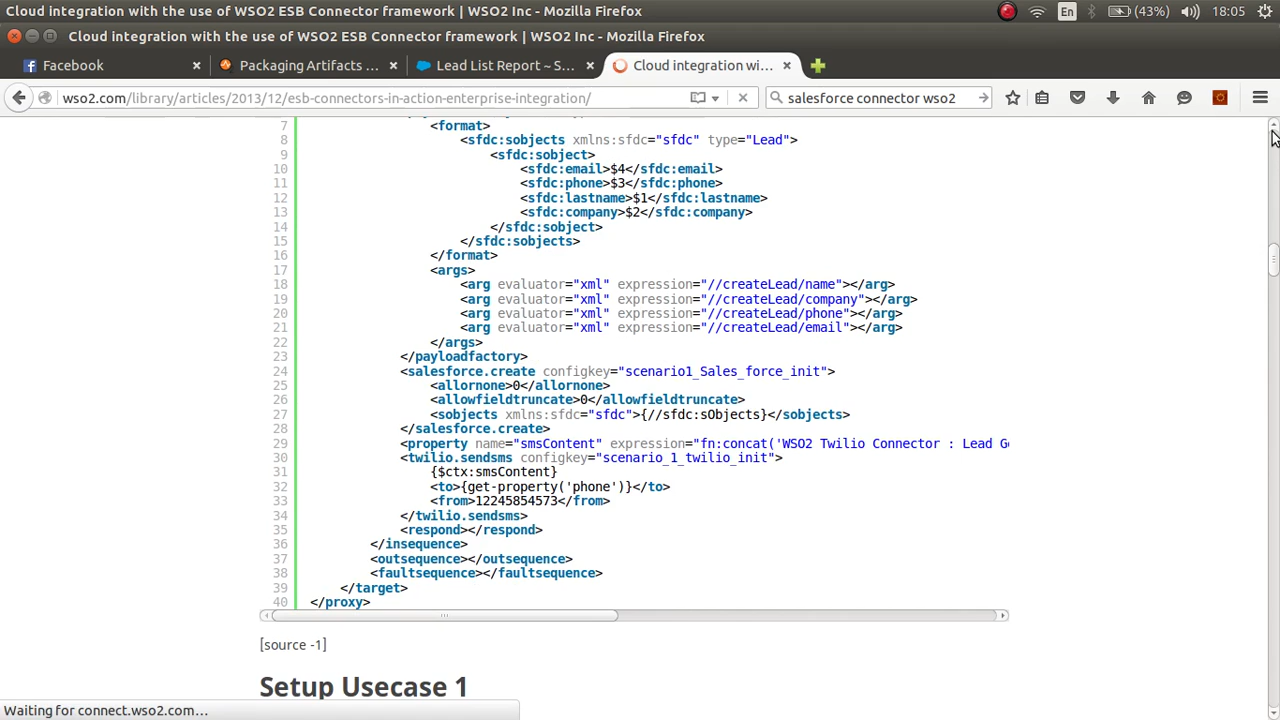 Cloud integration with the use of WSO2 ESB Connector framework | WSO2 Inc - Mozilla Firefox
En
(43%)
18:05
Cloud integration with the use of WSO2 ESB Connector framework | WSO2 Inc - Mozilla Firefox
Facebook
Packaging Artifacts ...
Lead List Report ~ S...
Cloud integration wi...
wso2.com/library/articles/2013/12/esb-connectors-in-action-enterprise-integration/
salesforce connector wso2
7 <format>
8 <sfdc:sobjects xmlns:sfdc="sfdc" type="Lead">
9 <sfdc:sobject>
10 <sfdc:email>$4</sfdc:email>
11 <sfdc:phone>$3</sfdc:phone>
12 <sfdc:lastname>$1</sfdc:lastname>
13 <sfdc:company>$2</sfdc:company>
14 </sfdc:sobject>
15 </sfdc:sobjects>
16 </format>
17 <args>
18 <arg evaluator="xml" expression="//createLead/name"></arg>
19 <arg evaluator="xml" expression="//createLead/company"></arg>
20 <arg evaluator="xml" expression="//createLead/phone"></arg>
21 <arg evaluator="xml" expression="//createLead/email"></arg>
22 </args>
23 </payloadfactory>
24 <salesforce.create configkey="scenario1_Sales_force_init">
25 <allornone>0</allornone>
26 <allowfieldtruncate>0</allowfieldtruncate>
27 <sobjects xmlns:sfdc="sfdc">{//sfdc:sObjects}</sobjects>
28 </salesforce.create>
29 <property name="smsContent" expression="fn:concat('WSO2 Twilio Connector : Lead G
30 <twilio.sendsms configkey="scenario_1_twilio_init">
31 {$ctx:smsContent}
32 <to>{get-property('phone')}</to>
33 <from>12245854573</from>
34 </twilio.sendsms>
35 <respond></respond>
36 </insequence>
37 <outsequence></outsequence>
38 <faultsequence></faultsequence>
39 </target>
40 </proxy>
[source -1]
Setup Usecase 1
Waiting for connect.wso2.com...